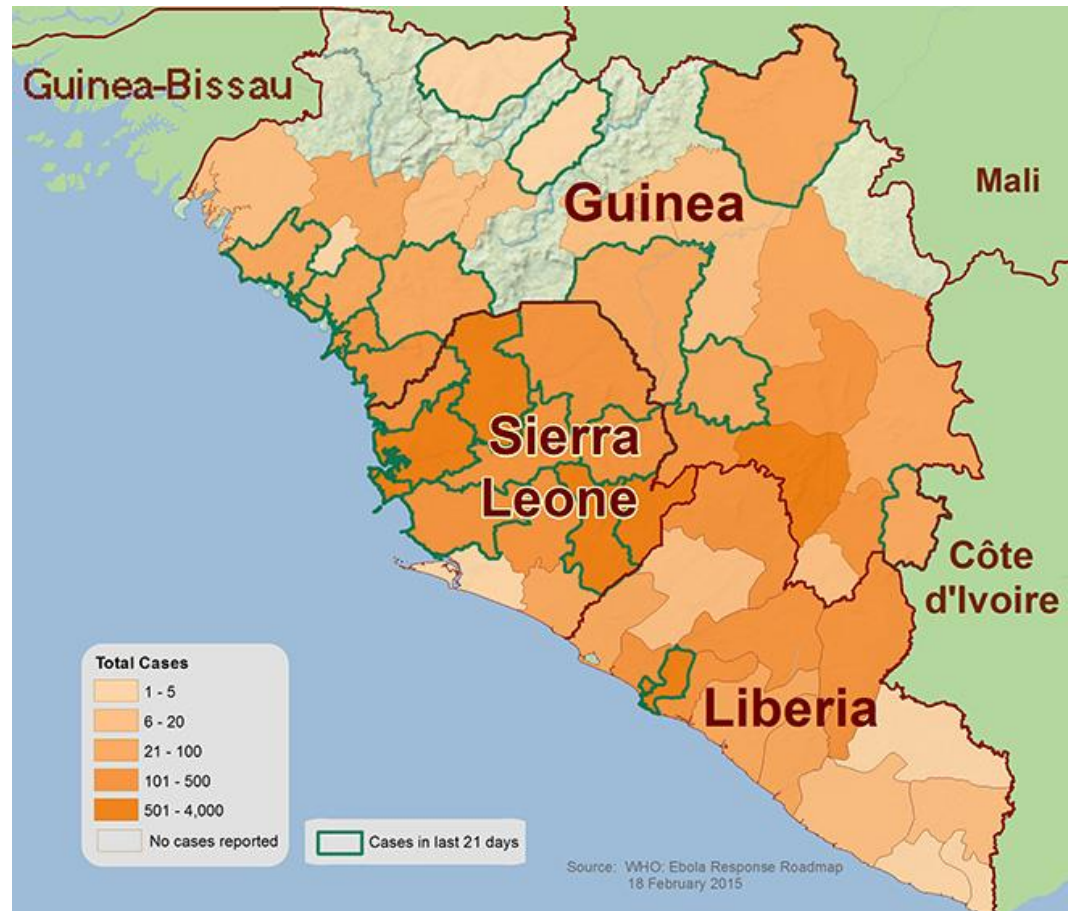 Guinea-Bissau
Mali
Guinea
Sierra
Leone
Côte
d'Ivoire
Liberia
Total Cases
1 - 5
6 - 20
21 - 100
101 - 500
501 - 4,000
No cases reported
Cases in last 21 days
Source: WHO: Ebola Response Roadmap
18 February 2015